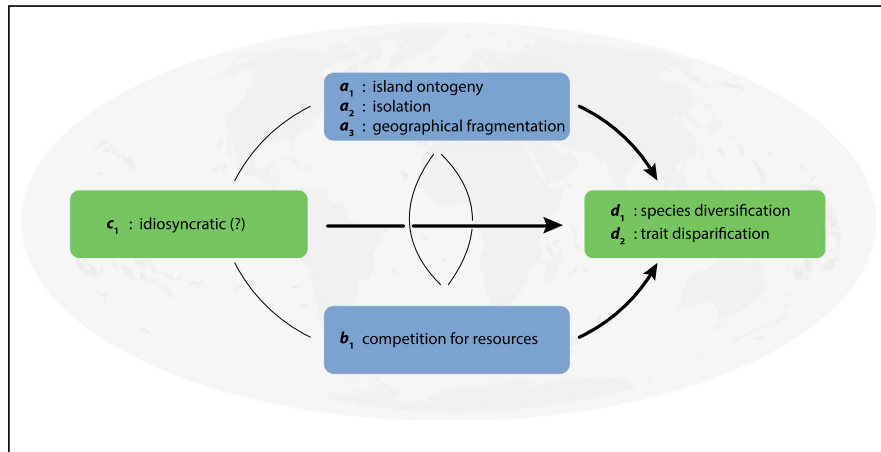 a1 : island ontogeny
a2 : isolation
a3 : geographical fragmentation
c1 : idiosyncratic (?)
d1 : species diversification
d2 : trait disparification
b1 competition for resources